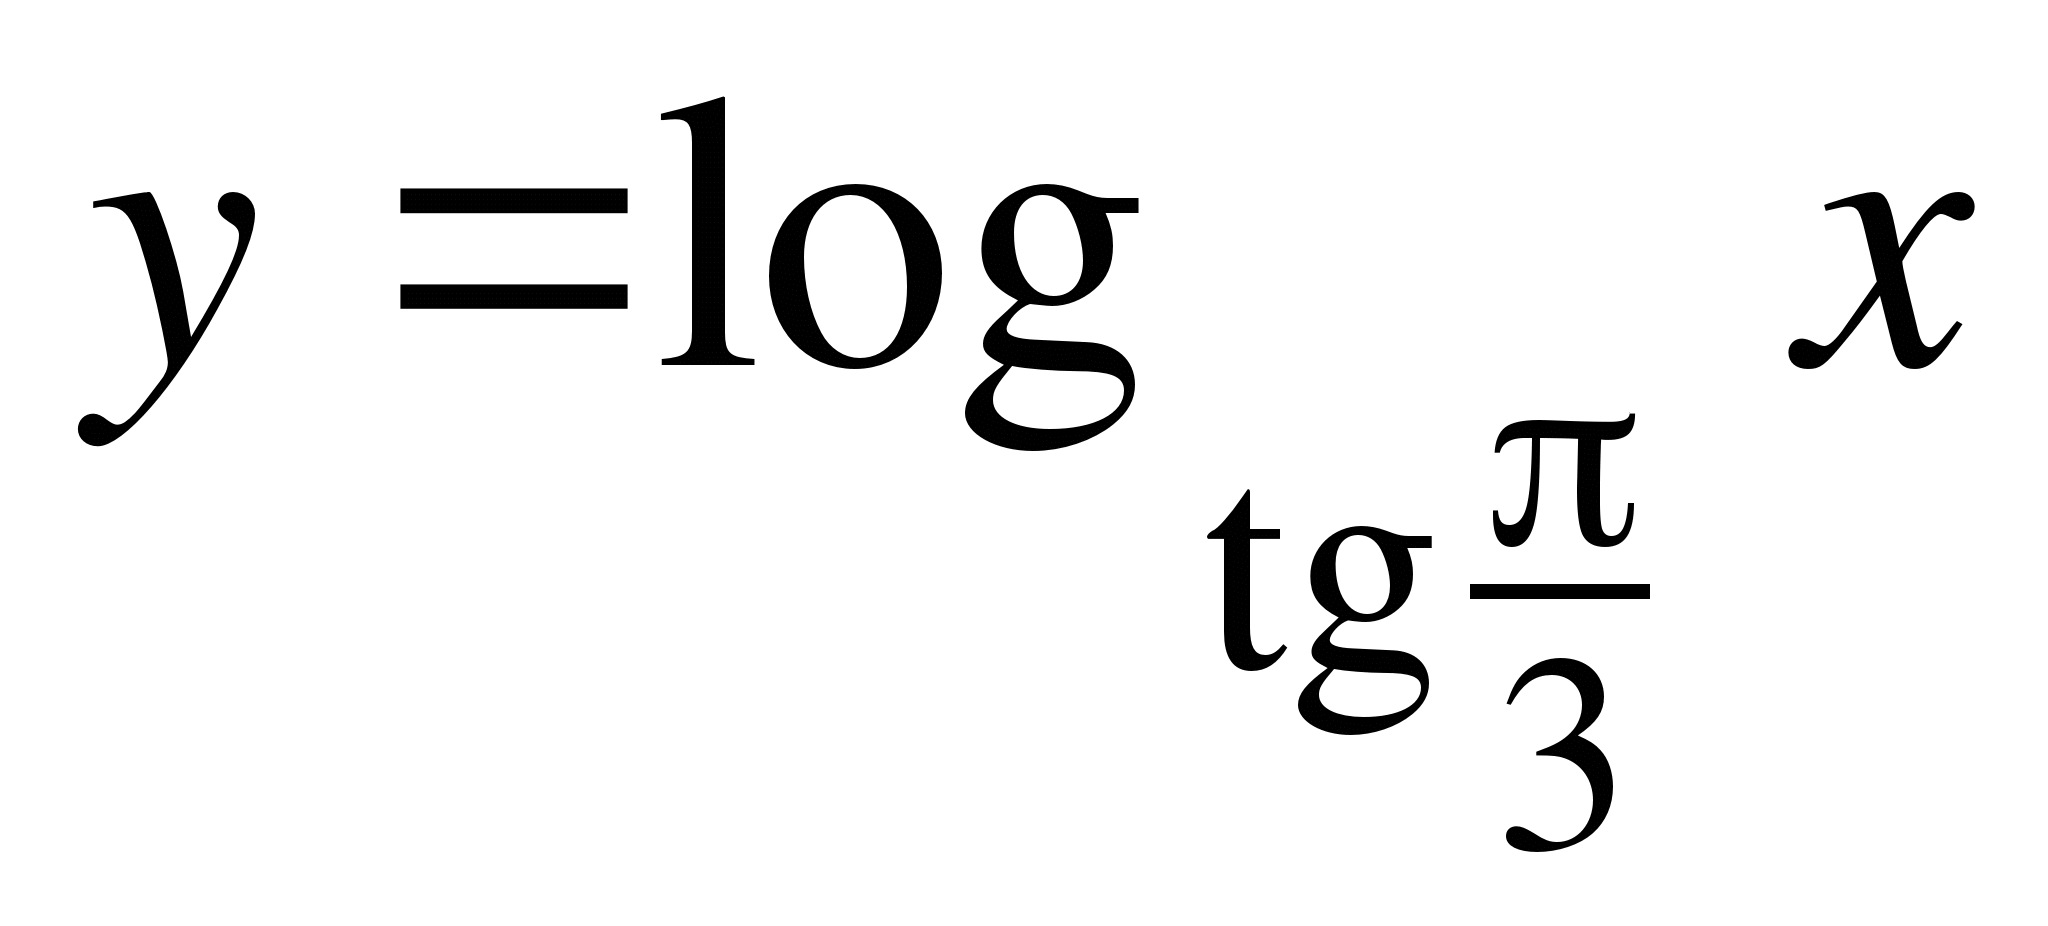 y = log_{tg π/3} x